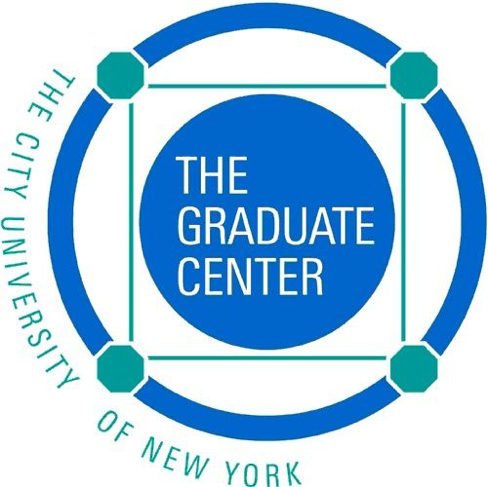 THE
GRADUATE
CENTER
THE CITY UNIVERSITY OF NEW YORK